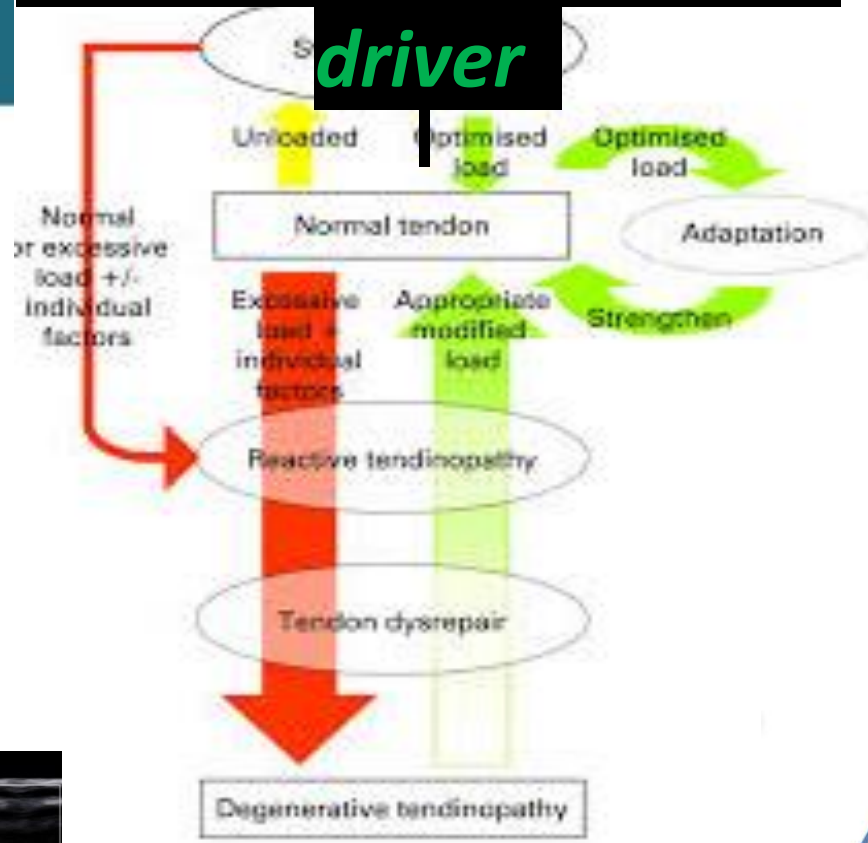 driver
Unloaded
Optimised
load
Optimised
load
Normal
or excessive
load +/-
individual
factors
Normal tendon
Adaptation
Excessive
load +
individual
factors
Appropriate
modified
load
Strengthen
Reactive tendinopathy
Tendon dysrepair
Degenerative tendinopathy